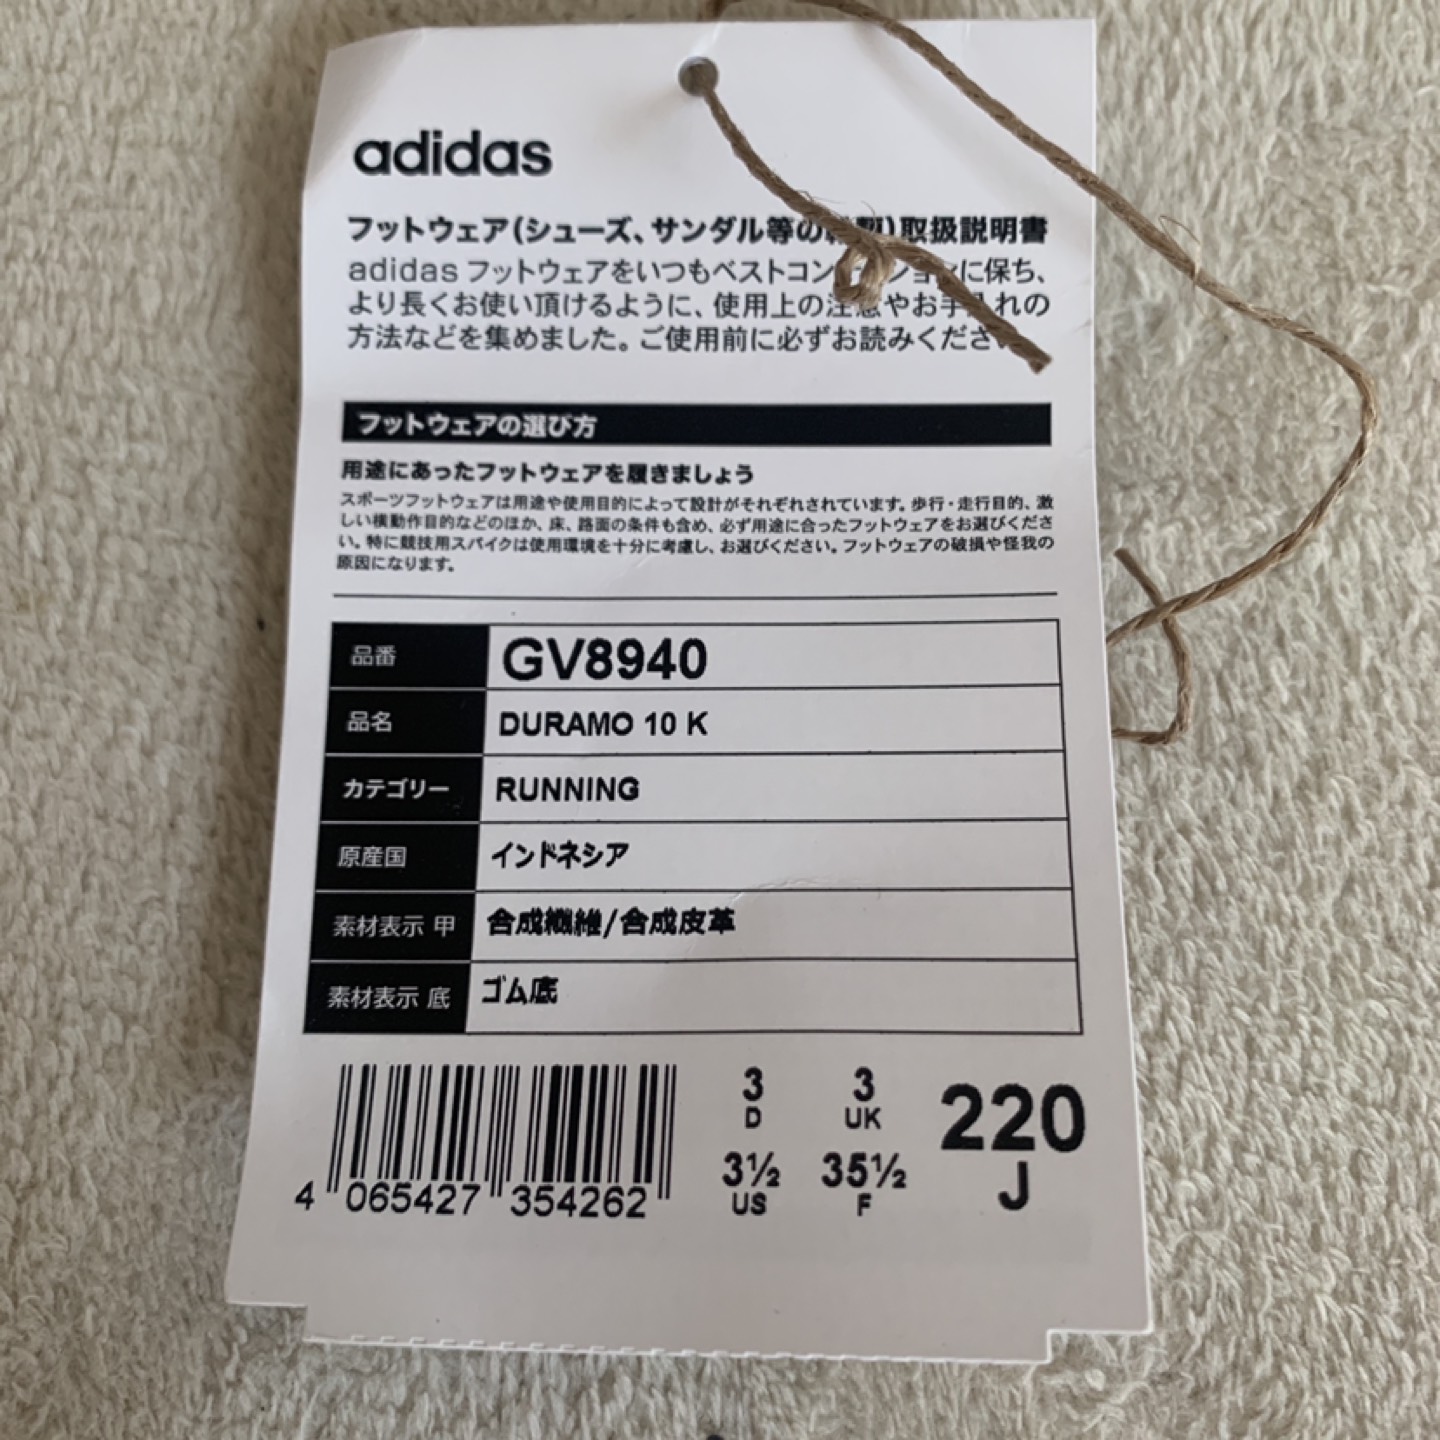 adidas
フットウェア(シューズ、サンダル等の 取扱説明書
adidas フットウェアをいつもベストコン ションに保ち、
より長くお使い頂けるように、使用上の注意やお手入れの
方法などを集めました。ご使用前に必ずお読みくださ
フットウェアの選び方
用途にあったフットウェアを履きましょう
スポーツフットウェアは用途や使用目的によって設計がそれぞれされています。歩行・走行目的、激
しい横動作目的などのほか、床、路面の条件も含め、必ず用途に合ったフットウェアをお選びくださ
い。特に競技用スパイクは使用環境を十分に考慮し、お選びください。フットウェアの破損や怪我の
原因になります。
品番 GV8940
品名 DURAMO 10 K
カテゴリー RUNNING
原産国 インドネシア
素材表示 甲 合成繊維/合成皮革
素材表示 底 ゴム底
3 D
3 UK
3½ US
35½ F
220 J
4 065427 354262